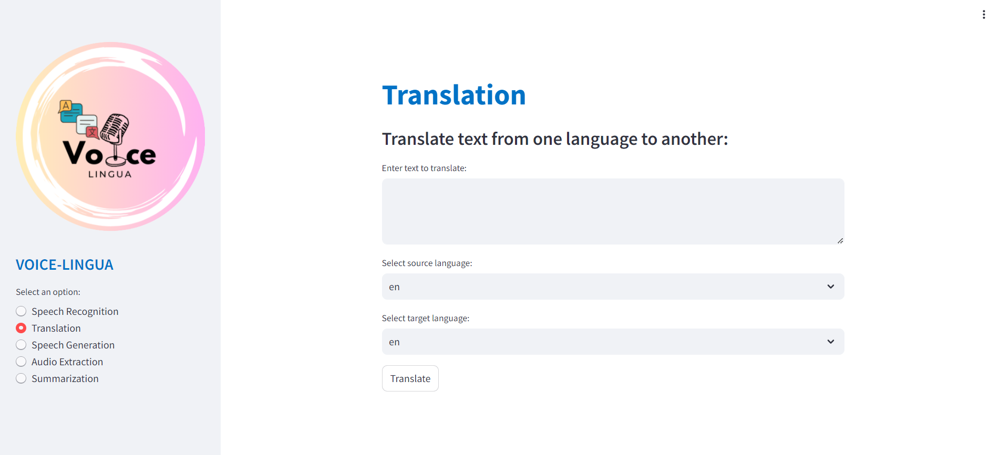 A
文
Voice
LINGUA
VOICE-LINGUA
Select an option:
Speech Recognition
Translation
Speech Generation
Audio Extraction
Summarization
Translation
Translate text from one language to another:
Enter text to translate:
Select source language:
en
Select target language:
en
Translate